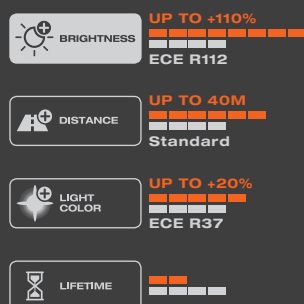 UP TO +110%
BRIGHTNESS
ECE R112
UP TO 40M
DISTANCE
Standard
UP TO +20%
LIGHT
COLOR
ECE R37
LIFETIME